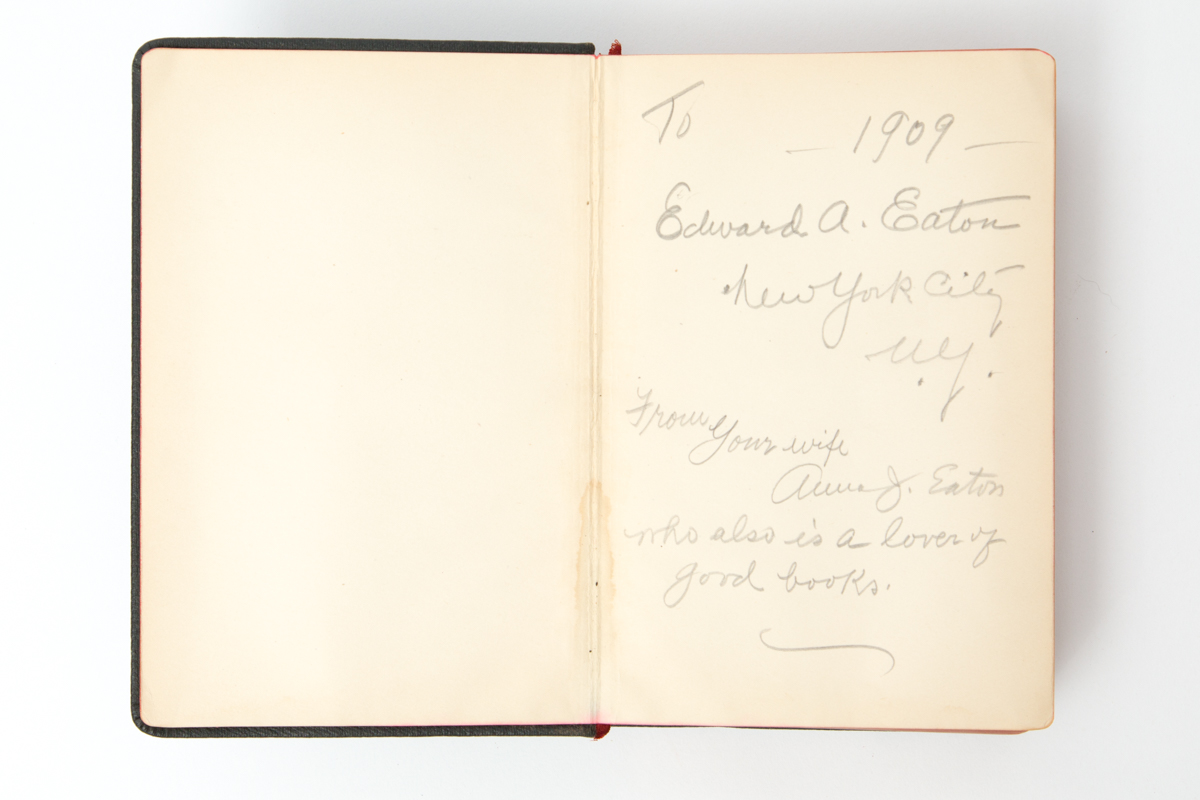 To
— 1909 —
Edward A. Eaton
New York City
N.Y.
From
Your wife
Anna J. Eaton
who also is a lover of
good books.